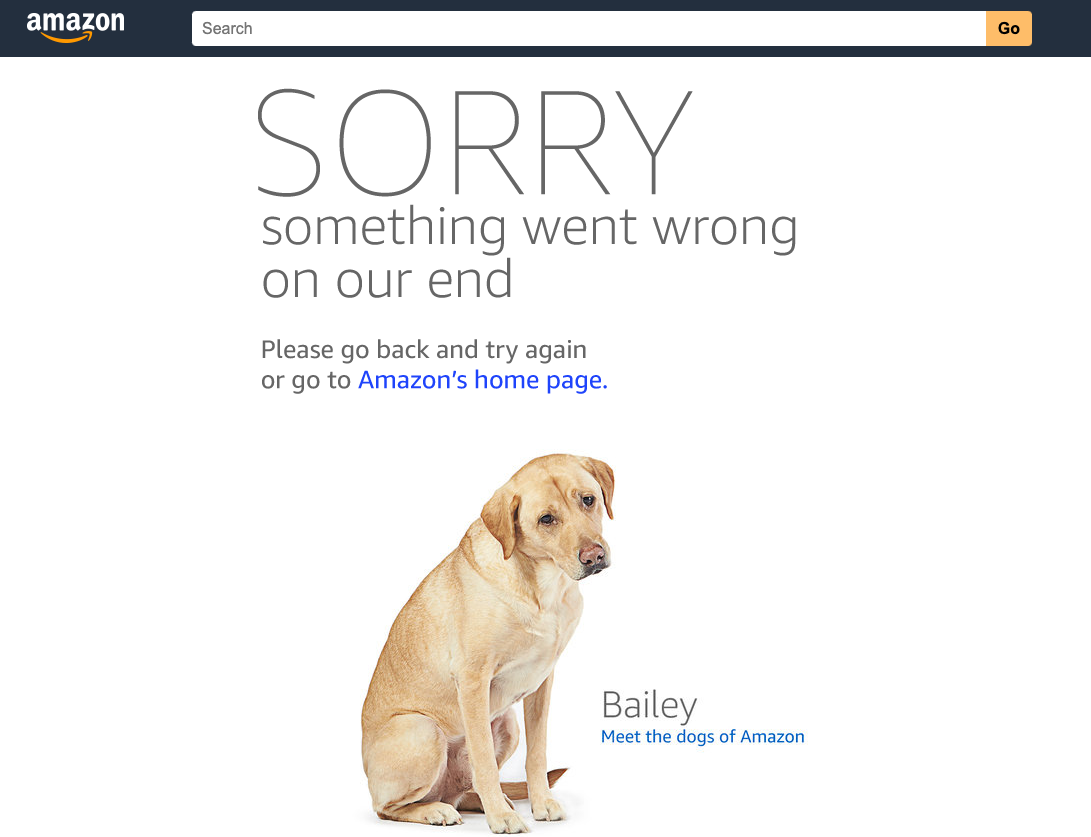 amazon
Search
Go
SORRY
something went wrong
on our end
Please go back and try again
or go to Amazon’s home page.
Bailey
Meet the dogs of Amazon